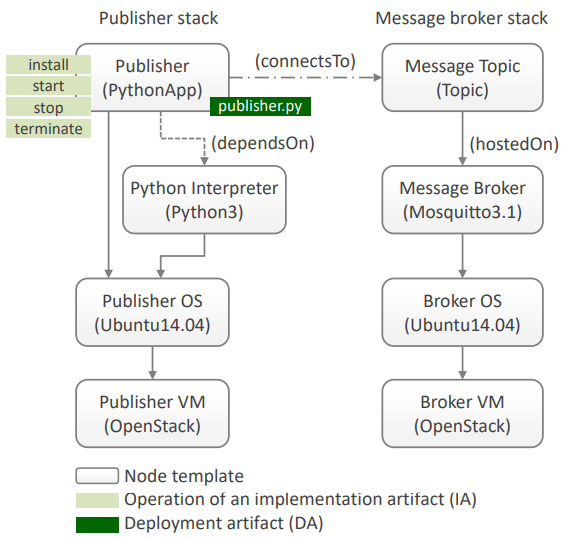 Publisher stack
Message broker stack
install
start
stop
terminate
Publisher
(PythonApp)
publisher.py
(connectsTo)
Message Topic
(Topic)
(dependsOn)
(hostedOn)
Python Interpreter
(Python3)
Message Broker
(Mosquitto3.1)
Publisher OS
(Ubuntu14.04)
Broker OS
(Ubuntu14.04)
Publisher VM
(OpenStack)
Broker VM
(OpenStack)
Node template
Operation of an implementation artifact (IA)
Deployment artifact (DA)